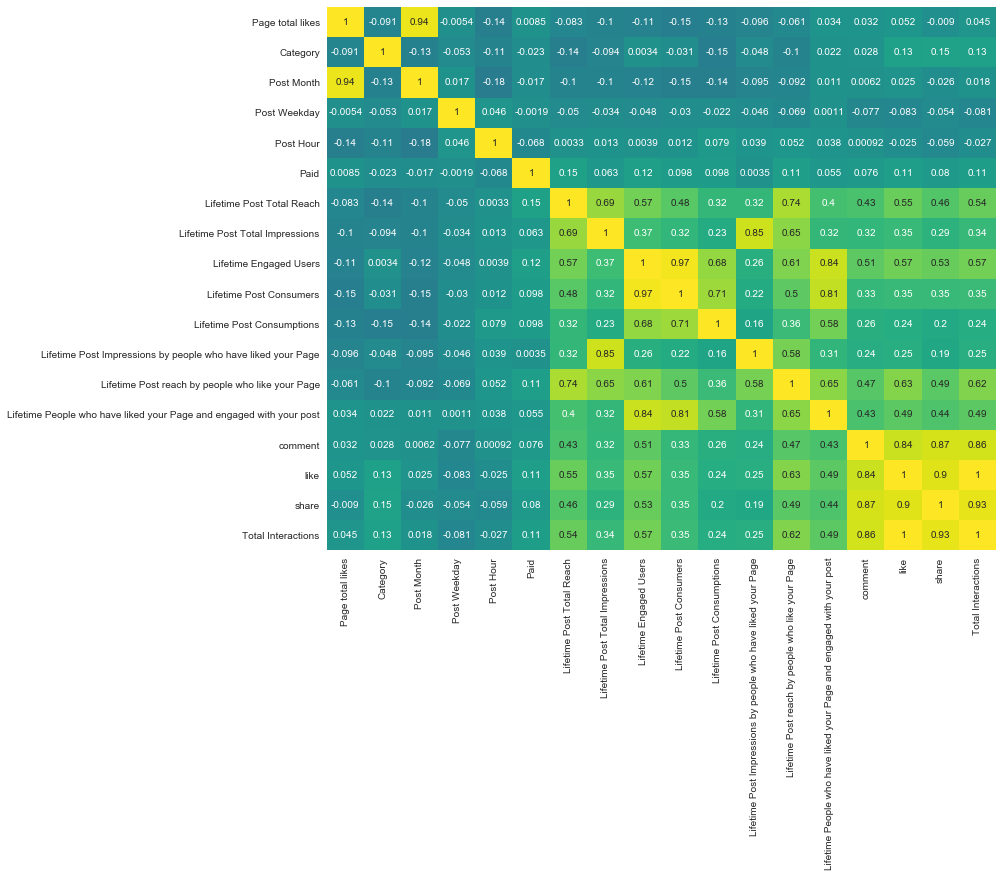 Page total likes 1 -0.091 0.94 -0.0054 -0.14 0.0085 -0.083 -0.1 -0.11 -0.15 -0.13 -0.096 -0.061 0.034 0.032 0.052 -0.009 0.045
Category -0.091 1 -0.13 -0.053 -0.11 -0.023 -0.14 -0.094 0.0034 -0.031 -0.15 -0.048 -0.1 0.022 0.028 0.13 0.15 0.13
Post Month 0.94 -0.13 1 0.017 -0.18 -0.017 -0.1 -0.1 -0.12 -0.15 -0.14 -0.095 -0.092 0.011 0.0062 0.025 -0.026 0.018
Post Weekday -0.0054 -0.053 0.017 1 0.046 -0.0019 -0.05 -0.034 -0.048 -0.03 -0.022 -0.046 -0.069 0.0011 -0.077 -0.083 -0.054 -0.081
Post Hour -0.14 -0.11 -0.18 0.046 1 -0.068 0.0033 0.013 0.0039 0.012 0.079 0.039 0.052 0.038 0.00092 -0.025 -0.059 -0.027
Paid 0.0085 -0.023 -0.017 -0.0019 -0.068 1 0.15 0.063 0.12 0.098 0.098 0.0035 0.11 0.055 0.076 0.11 0.08 0.11
Lifetime Post Total Reach -0.083 -0.14 -0.1 -0.05 0.0033 0.15 1 0.69 0.57 0.48 0.32 0.32 0.74 0.4 0.43 0.55 0.46 0.54
Lifetime Post Total Impressions -0.1 -0.094 -0.1 -0.034 0.013 0.063 0.69 1 0.37 0.32 0.23 0.85 0.65 0.32 0.32 0.35 0.29 0.34
Lifetime Engaged Users -0.11 0.0034 -0.12 -0.048 0.0039 0.12 0.57 0.37 1 0.97 0.68 0.26 0.61 0.84 0.51 0.57 0.53 0.57
Lifetime Post Consumers -0.15 -0.031 -0.15 -0.03 0.012 0.098 0.48 0.32 0.97 1 0.71 0.22 0.5 0.81 0.33 0.35 0.35 0.35
Lifetime Post Consumptions -0.13 -0.15 -0.14 -0.022 0.079 0.098 0.32 0.23 0.68 0.71 1 0.16 0.36 0.58 0.26 0.24 0.2 0.24
Lifetime Post Impressions by people who have liked your Page -0.096 -0.048 -0.095 -0.046 0.039 0.0035 0.32 0.85 0.26 0.22 0.16 1 0.58 0.31 0.24 0.25 0.19 0.25
Lifetime Post reach by people who like your Page -0.061 -0.1 -0.092 -0.069 0.052 0.11 0.74 0.65 0.61 0.5 0.36 0.58 1 0.65 0.47 0.63 0.49 0.62
Lifetime People who have liked your Page and engaged with your post 0.034 0.022 0.011 0.0011 0.038 0.055 0.4 0.32 0.84 0.81 0.58 0.31 0.65 1 0.43 0.49 0.44 0.49
comment 0.032 0.028 0.0062 -0.077 0.00092 0.076 0.43 0.32 0.51 0.33 0.26 0.24 0.47 0.43 1 0.84 0.87 0.86
like 0.052 0.13 0.025 -0.083 -0.025 0.11 0.55 0.35 0.57 0.35 0.24 0.25 0.63 0.49 0.84 1 0.9 1
share -0.009 0.15 -0.026 -0.054 -0.059 0.08 0.46 0.29 0.53 0.35 0.2 0.19 0.49 0.44 0.87 0.9 1 0.93
Total Interactions 0.045 0.13 0.018 -0.081 -0.027 0.11 0.54 0.34 0.57 0.35 0.24 0.25 0.62 0.49 0.86 1 0.93 1
Page total likes
Category
Post Month
Post Weekday
Post Hour
Paid
Lifetime Post Total Reach
Lifetime Post Total Impressions
Lifetime Engaged Users
Lifetime Post Consumers
Lifetime Post Consumptions
Lifetime Post Impressions by people who have liked your Page
Lifetime Post reach by people who like your Page
Lifetime People who have liked your Page and engaged with your post
comment
like
share
Total Interactions